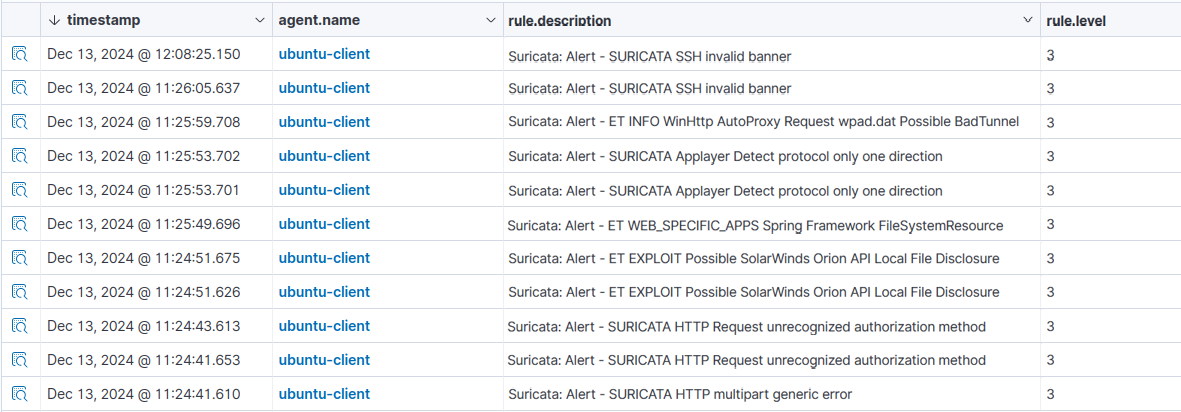 timestamp agent.name rule.description rule.level
Dec 13, 2024 @ 12:08:25.150 ubuntu-client Suricata: Alert - SURICATA SSH invalid banner 3
Dec 13, 2024 @ 11:26:05.637 ubuntu-client Suricata: Alert - SURICATA SSH invalid banner 3
Dec 13, 2024 @ 11:25:59.708 ubuntu-client Suricata: Alert - ET INFO WinHttp AutoProxy Request wpad.dat Possible BadTunnel 3
Dec 13, 2024 @ 11:25:53.702 ubuntu-client Suricata: Alert - SURICATA Applayer Detect protocol only one direction 3
Dec 13, 2024 @ 11:25:53.701 ubuntu-client Suricata: Alert - SURICATA Applayer Detect protocol only one direction 3
Dec 13, 2024 @ 11:25:49.696 ubuntu-client Suricata: Alert - ET WEB_SPECIFIC_APPS Spring Framework FileSystemResource 3
Dec 13, 2024 @ 11:24:51.675 ubuntu-client Suricata: Alert - ET EXPLOIT Possible SolarWinds Orion API Local File Disclosure 3
Dec 13, 2024 @ 11:24:51.626 ubuntu-client Suricata: Alert - ET EXPLOIT Possible SolarWinds Orion API Local File Disclosure 3
Dec 13, 2024 @ 11:24:43.613 ubuntu-client Suricata: Alert - SURICATA HTTP Request unrecognized authorization method 3
Dec 13, 2024 @ 11:24:41.653 ubuntu-client Suricata: Alert - SURICATA HTTP Request unrecognized authorization method 3
Dec 13, 2024 @ 11:24:41.610 ubuntu-client Suricata: Alert - SURICATA HTTP multipart generic error 3